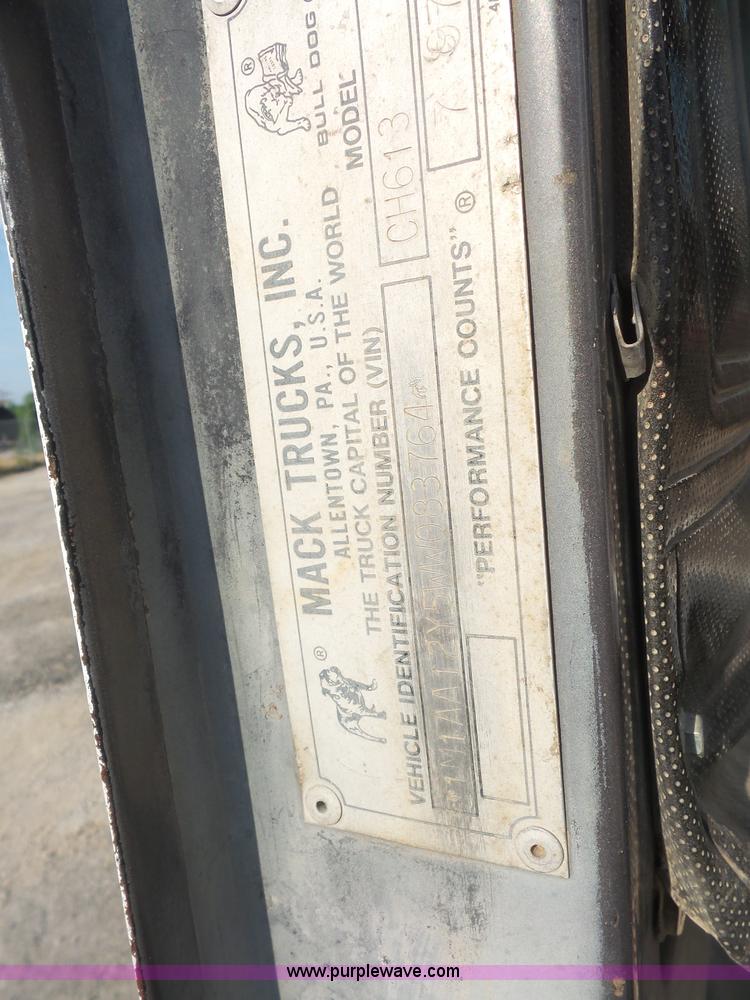 MACK TRUCKS, INC.
ALLENTOWN, PA., U.S.A.
THE TRUCK CAPITAL OF THE WORLD
VEHICLE IDENTIFICATION NUMBER (VIN)
BULL DOG
MODEL
CH613
"PERFORMANCE COUNTS" ®
www.purplewave.com